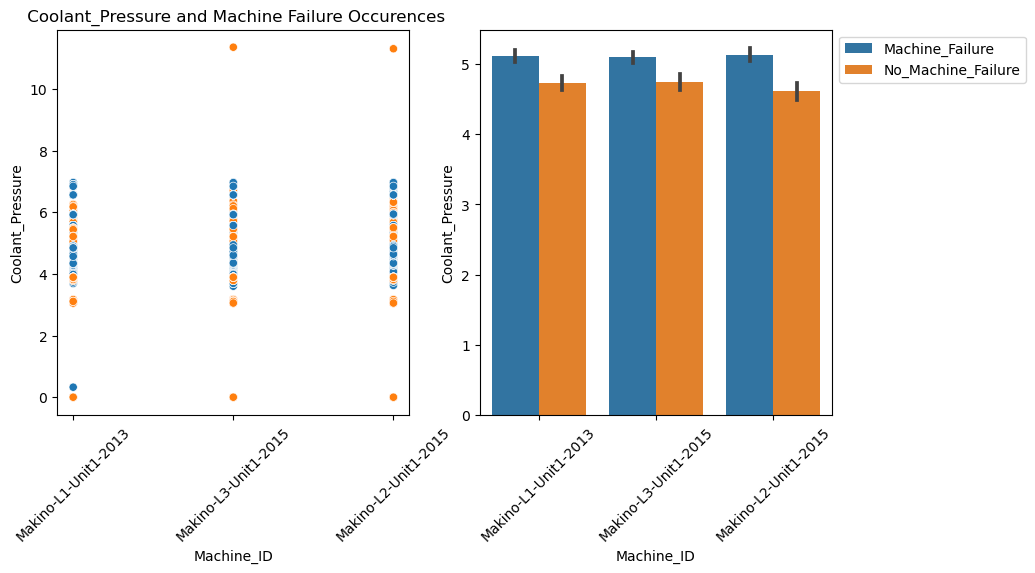 Coolant_Pressure and Machine Failure Occurences
Coolant_Pressure
10
8
6
4
2
0
Makino-L1-Unit1-2013
Makino-L3-Unit1-2015
Makino-L2-Unit1-2015
Machine_ID
Coolant_Pressure
5
4
3
2
1
0
Makino-L1-Unit1-2013
Makino-L3-Unit1-2015
Makino-L2-Unit1-2015
Machine_ID
Machine_Failure
No_Machine_Failure